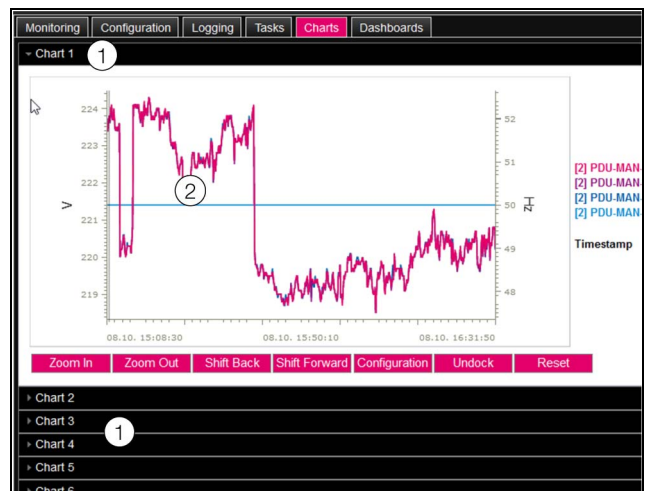 Monitoring Configuration Logging Tasks Charts Dashboards
Chart 1
1
224
223
222
221
220
219
V
2
52
51
50
49
48
Hz
08.10. 15:08:30 08.10. 15:50:10 08.10. 16:31:50
[2] PDU-MAN-
[2] PDU-MAN-
[2] PDU-MAN-
[2] PDU-MAN-
Timestamp
Zoom In Zoom Out Shift Back Shift Forward Configuration Undock Reset
Chart 2
Chart 3
1
Chart 4
Chart 5
Chart 6